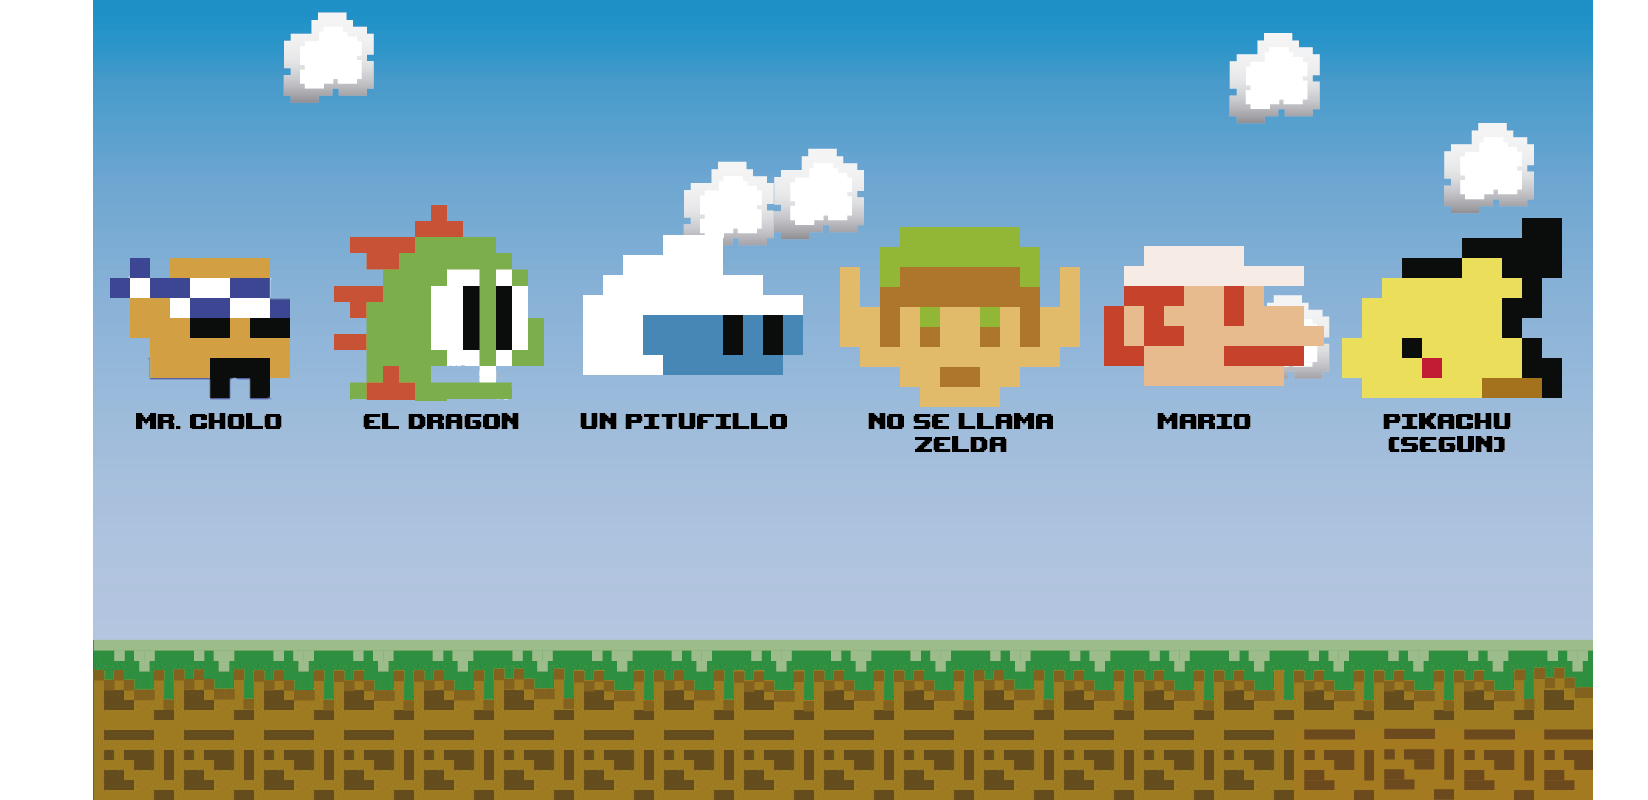 MR. CHOLO
EL DRAGON
UN PITUFILLO
NO SE LLAMA
ZELDA
MARIO
PIKACHU
(SEGUN)